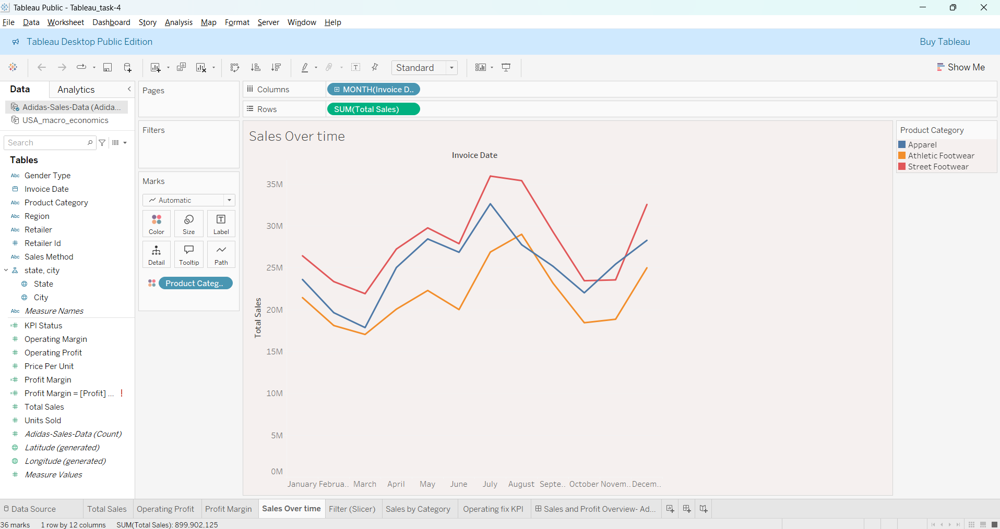 Tableau Public - Tableau_task-4
File Data Worksheet Dashboard Story Analysis Map Format Server Window Help
Tableau Desktop Public Edition
Buy Tableau
Standard
Show Me
Data
Analytics
Adidas-Sales-Data (Adida...
USA_macro_economics
Search
Tables
Abc Gender Type
Invoice Date
Abc Product Category
Abc Region
Abc Retailer
# Retailer Id
Abc Sales Method
state, city
State
City
Abc Measure Names
=# KPI Status
# Operating Margin
# Operating Profit
# Price Per Unit
=# Profit Margin
=# Profit Margin = [Profit] ... !
# Total Sales
# Units Sold
# Adidas-Sales-Data (Count)
Latitude (generated)
Longitude (generated)
# Measure Values
Pages
Filters
Marks
Automatic
Color Size Label
Detail Tooltip Path
Product Categ..
Columns MONTH(Invoice D..
Rows SUM(Total Sales)
Sales Over time
Invoice Date
Total Sales
35M
30M
25M
20M
15M
10M
5M
0M
January Februa.. March April May June July August Septe.. October Novem.. Decem..
Product Category
Apparel
Athletic Footwear
Street Footwear
Data Source Total Sales Operating Profit Profit Margin Sales Over time Filter (Slicer) Sales by Category Operating fix KPI Sales and Profit Overview- Ad...
36 marks 1 row by 12 columns SUM(Total Sales): 899,902,125